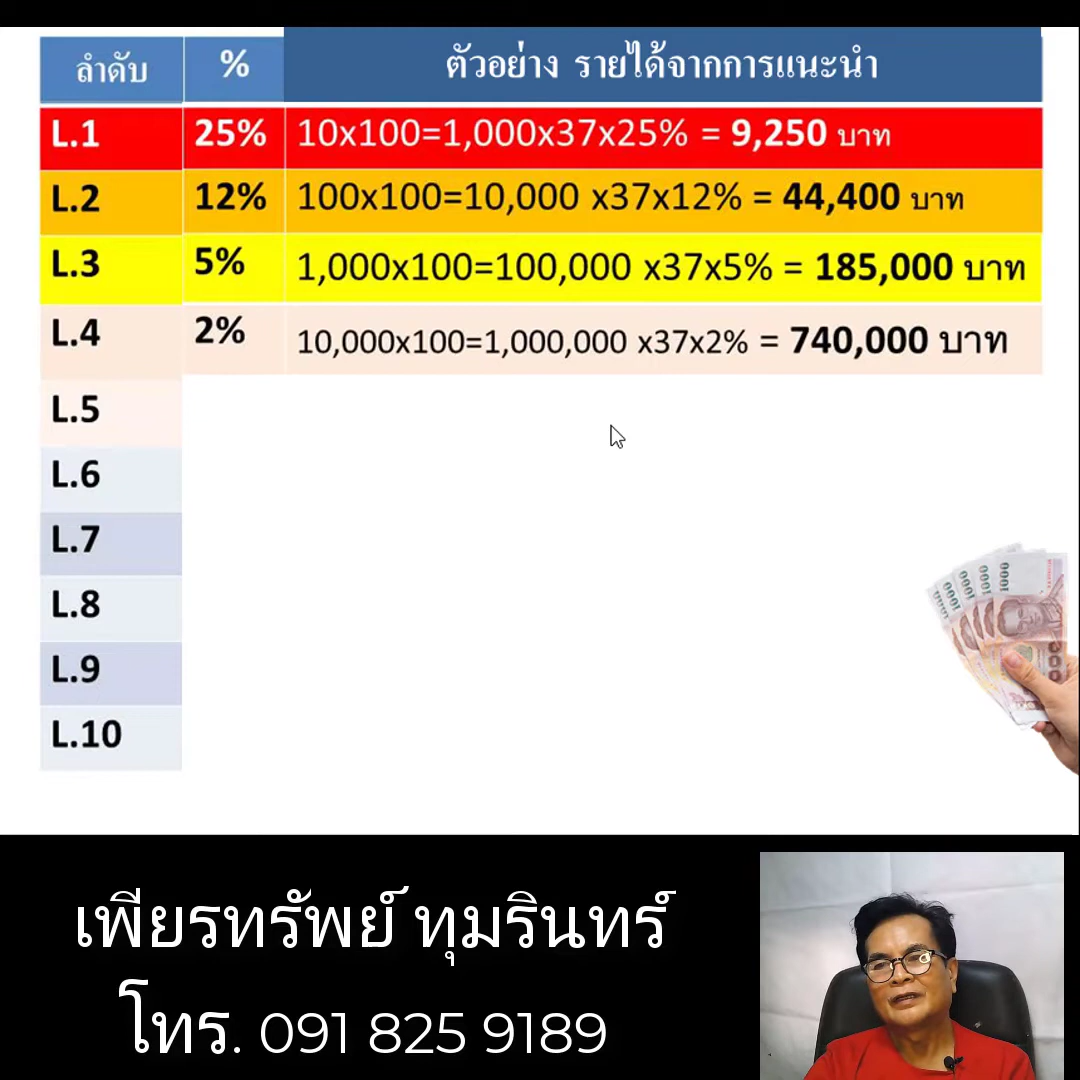 ลำดับ % ตัวอย่าง รายได้จากการแนะนำ
L.1 25% 10x100=1,000x37x25% = 9,250 บาท
L.2 12% 100x100=10,000 x37x12% = 44,400 บาท
L.3 5% 1,000x100=100,000 x37x5% = 185,000 บาท
L.4 2% 10,000x100=1,000,000 x37x2% = 740,000 บาท
L.5
L.6
L.7
L.8
L.9
L.10
1000
1000
1000
1000
เพียรทรัพย์ ทุมรินทร์
โทร. 091 825 9189